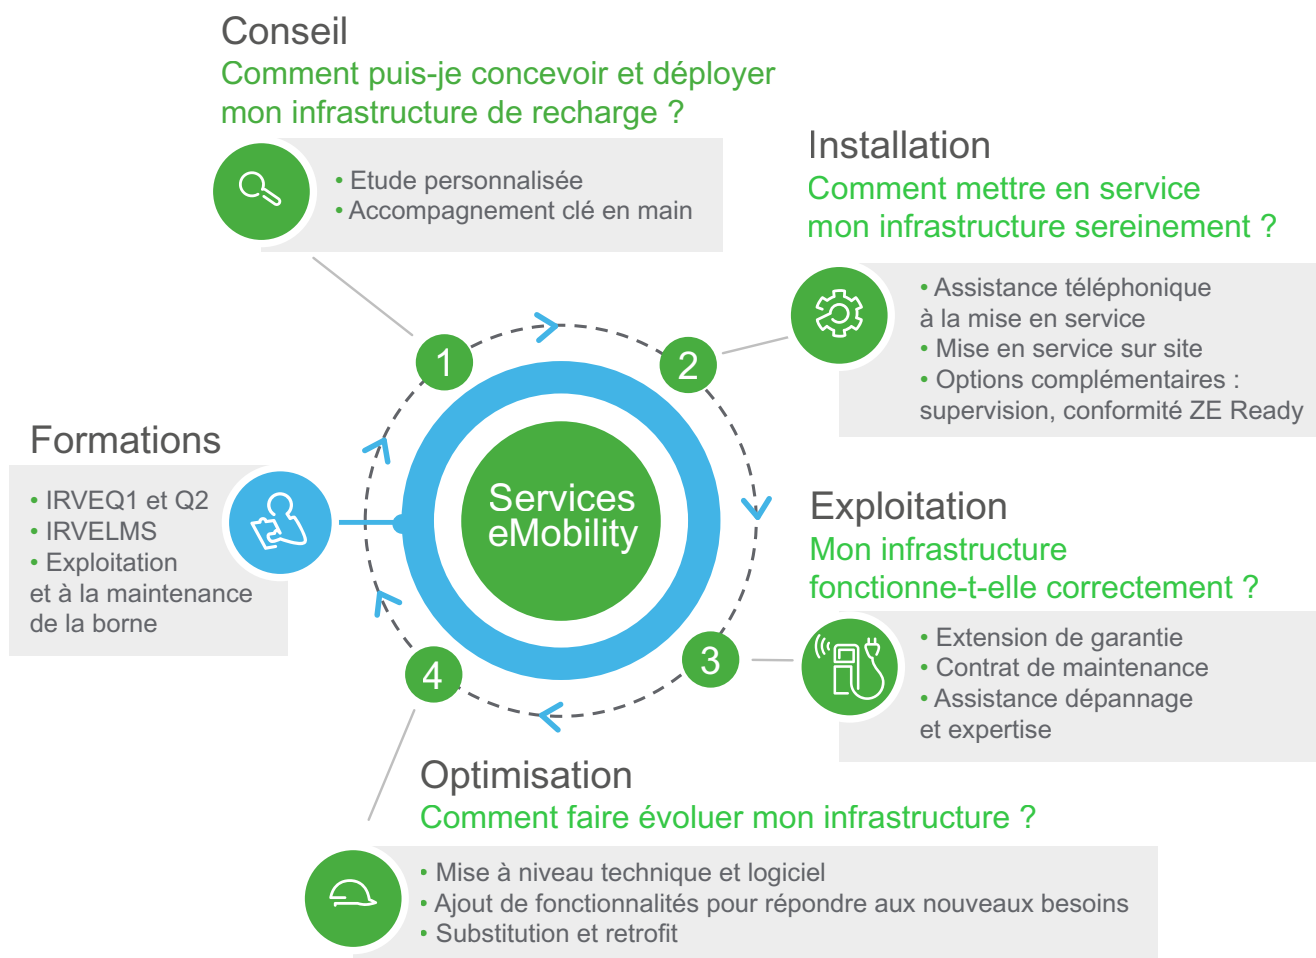 Conseil
Comment puis-je concevoir et déployer
mon infrastructure de recharge ?
• Etude personnalisée
• Accompagnement clé en main
Installation
Comment mettre en service
mon infrastructure sereinement ?
• Assistance téléphonique
à la mise en service
• Mise en service sur site
• Options complémentaires :
supervision, conformité ZE Ready
1
2
Formations
• IRVEQ1 et Q2
• IRVELMS
• Exploitation
et à la maintenance
de la borne
Services
eMobility
Exploitation
Mon infrastructure
fonctionne-t-elle correctement ?
• Extension de garantie
• Contrat de maintenance
• Assistance dépannage
et expertise
3
4
Optimisation
Comment faire évoluer mon infrastructure ?
• Mise à niveau technique et logiciel
• Ajout de fonctionnalités pour répondre aux nouveaux besoins
• Substitution et retrofit